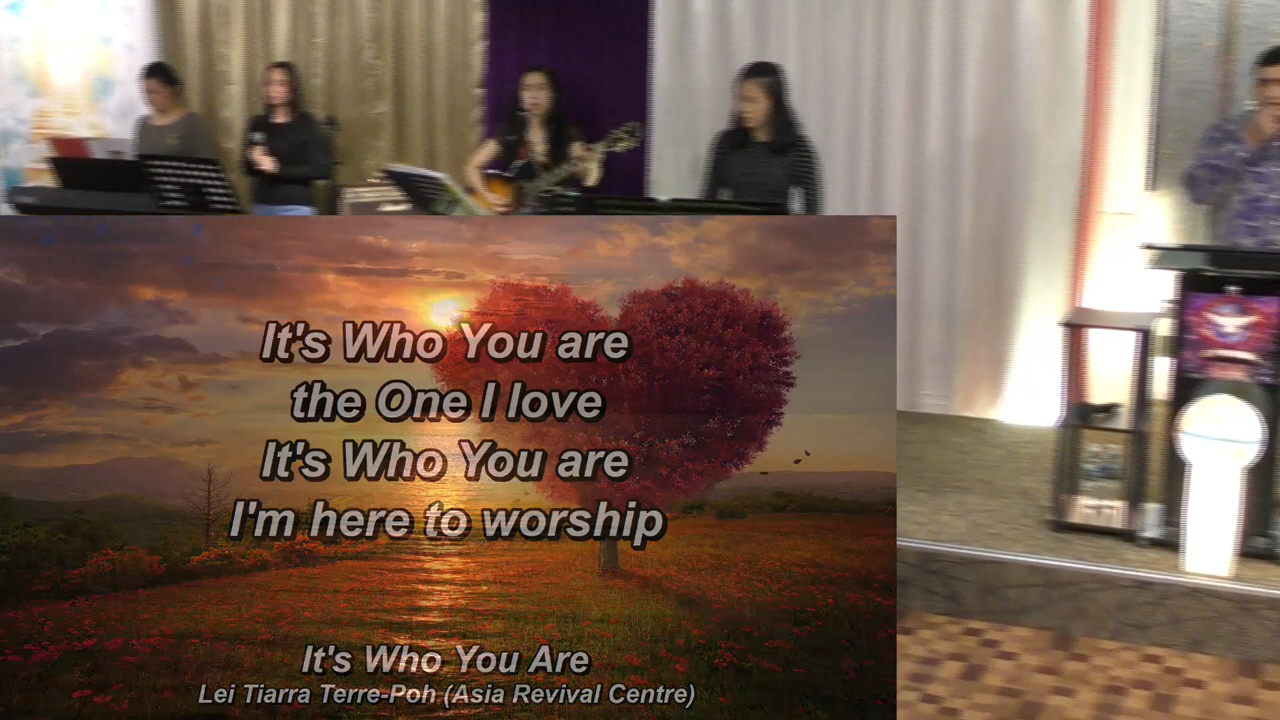 It's Who You are
the One I love
It's Who You are
I'm here to worship
It's Who You Are
Lei Tiarra Terre-Poh (Asia Revival Centre)